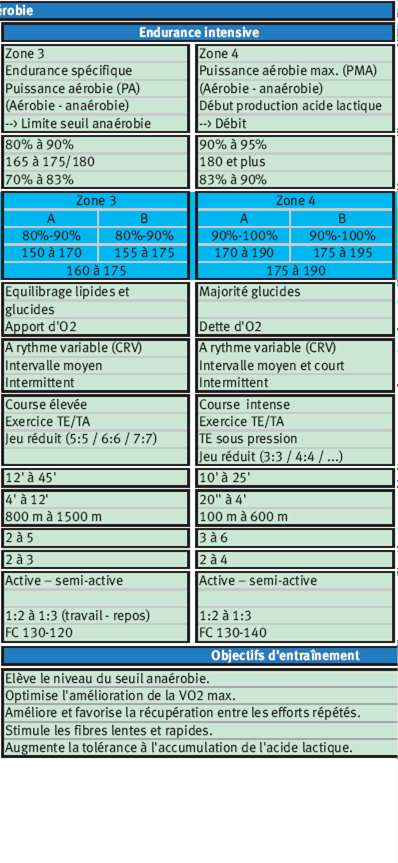 érobie
Endurance intensive
Zone 3 Zone 4
Endurance spécifique Puissance aérobie max. (PMA)
Puissance aérobie (PA) (Aérobie - anaérobie)
(Aérobie - anaérobie) Début production acide lactique
--> Limite seuil anaérobie --> Débit
80% à 90% 90% à 95%
165 à 175/180 180 et plus
70% à 83% 83% à 90%
Zone 3 Zone 4
A B A B
80%-90% 80%-90% 90%-100% 90%-100%
150 à 170 155 à 175 170 à 190 175 à 195
160 à 175 175 à 190
Equilibrage lipides et Majorité glucides
glucides
Apport d'O2 Dette d'O2
A rythme variable (CRV) A rythme variable (CRV)
Intervalle moyen Intervalle moyen et court
Intermittent Intermittent
Course élevée Course intense
Exercice TE/TA Exercice TE/TA
Jeu réduit (5:5 / 6:6 / 7:7) TE sous pression
Jeu réduit (3:3 / 4:4 / ...)
12' à 45' 10' à 25'
4' à 12' 20" à 4'
800 m à 1500 m 100 m à 600 m
2 à 5 3 à 6
2 à 3 2 à 4
Active – semi-active Active – semi-active
1:2 à 1:3 (travail - repos) 1:2 à 1:3
FC 130-120 FC 130-140
Objectifs d'entraînement
Elève le niveau du seuil anaérobie.
Optimise l'amélioration de la VO2 max.
Améliore et favorise la récupération entre les efforts répétés.
Stimule les fibres lentes et rapides.
Augmente la tolérance à l'accumulation de l'acide lactique.